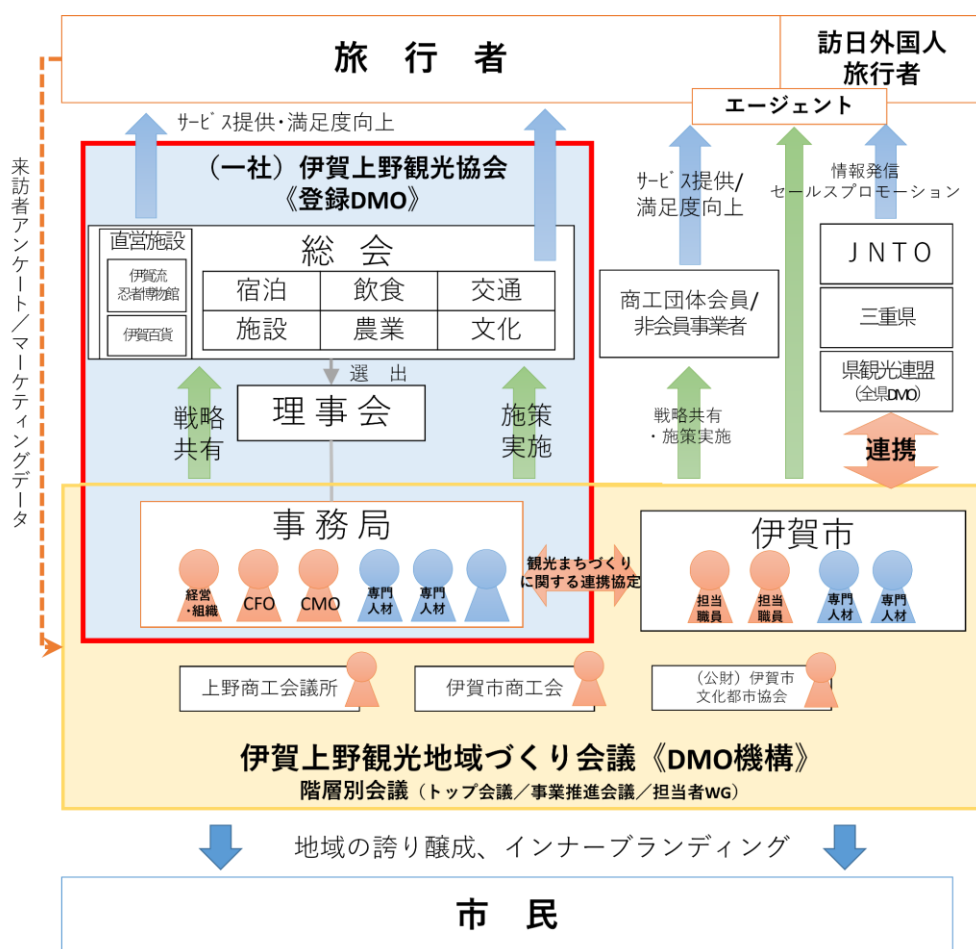 旅 行 者
訪日外国人
旅行者
エージェント
ｻｰﾋﾞｽ提供･満足度向上
（一社）伊賀上野観光協会
《登録DMO》
直営施設
伊賀流
忍者博物館
伊賀百貨
総 会
宿泊
飲食
交通
施設
農業
文化
選 出
理事会
戦略
共有
施策
実施
来訪者アンケート／マーケティングデータ
ｻｰﾋﾞｽ提供/
満足度向上
商工団体会員/
非会員事業者
戦略共有
・施策実施
情報発信
セールスプロモーション
JNTO
三重県
県観光連盟
(全県DMO)
連携
事務局
経営
・組織
CFO
CMO
専門
人材
専門
人材
観光まちづくり
に関する連携協定
伊賀市
担当
職員
担当
職員
専門
人材
専門
人材
上野商工会議所
伊賀市商工会
（公財）伊賀市
文化都市協会
伊賀上野観光地域づくり会議《DMO機構》
階層別会議（トップ会議／事業推進会議／担当者WG）
地域の誇り醸成、インナーブランディング
市 民